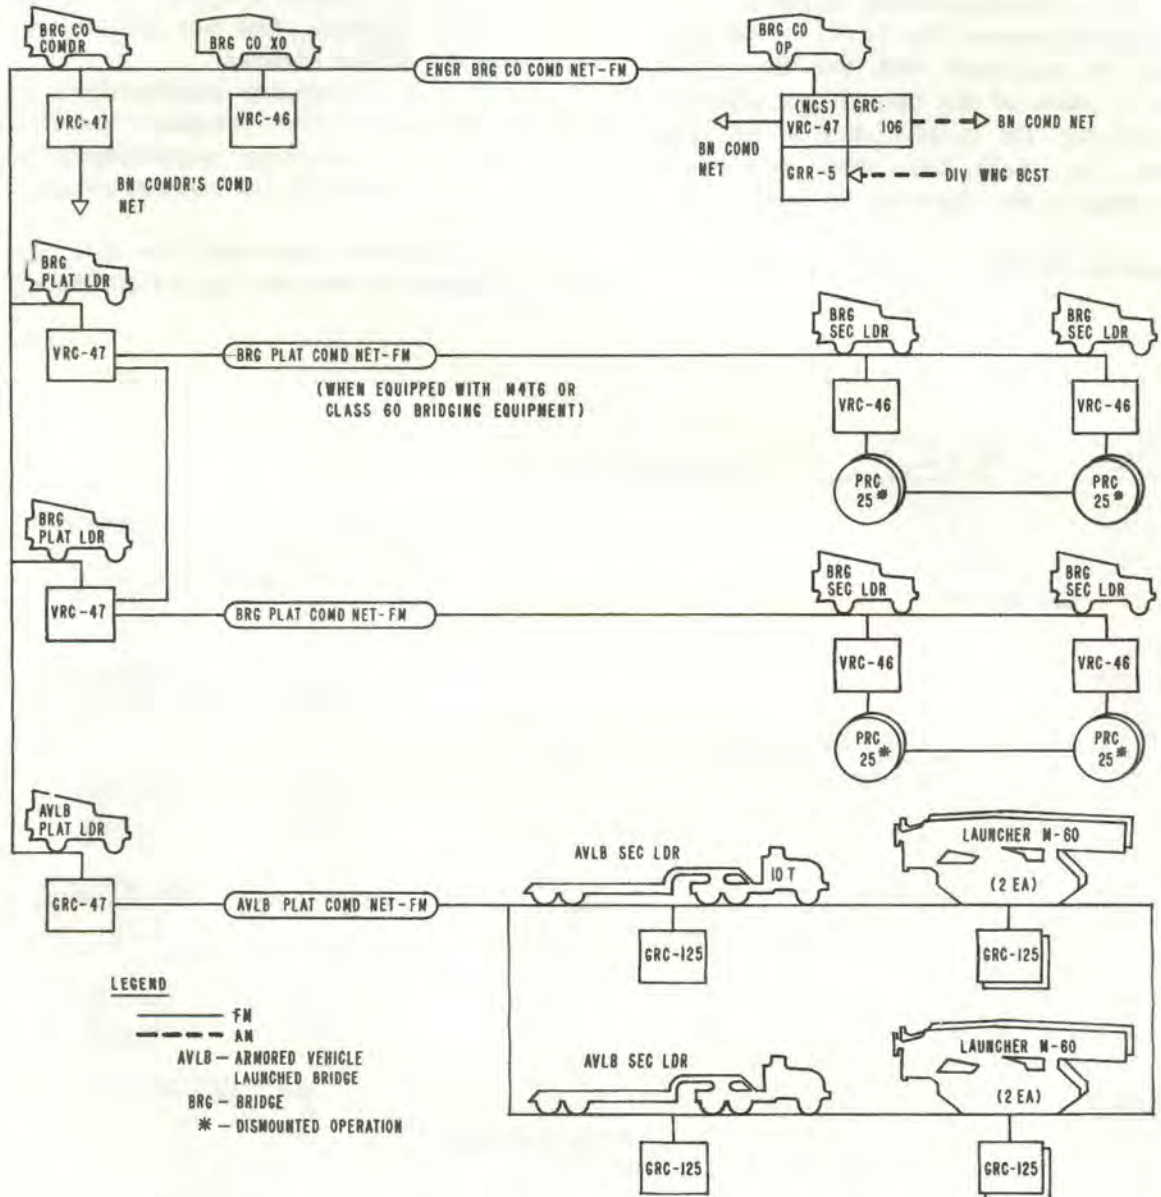 BRG CO
COMDR
BRG CO XO
BRG CO
OP
ENGR BRG CO COMD NET-FM
VRC-47
VRC-46
(NCS)
VRC-47
GRC-
106
GRR-5
BN COMD
NET
BN COMD NET
DIV WNG BCST
BN COMDR'S COMD
NET
BRG
PLAT LDR
VRC-47
BRG PLAT COMD NET-FM
(WHEN EQUIPPED WITH M4T6 OR
CLASS 60 BRIDGING EQUIPMENT)
BRG
SEC LDR
BRG
SEC LDR
VRC-46
VRC-46
PRC
25*
PRC
25*
BRG
PLAT LDR
VRC-47
BRG PLAT COMD NET-FM
BRG
SEC LDR
BRG
SEC LDR
VRC-46
VRC-46
PRC
25*
PRC
25*
AVLB
PLAT LDR
GRC-47
AVLB PLAT COMD NET-FM
AVLB SEC LDR
10 T
LAUNCHER M-60
(2 EA)
GRC-125
GRC-125
AVLB SEC LDR
LAUNCHER M-60
(2 EA)
GRC-125
GRC-125
LEGEND
FM
AM
AVLB — ARMORED VEHICLE
LAUNCHED BRIDGE
BRG — BRIDGE
* — DISMOUNTED OPERATION